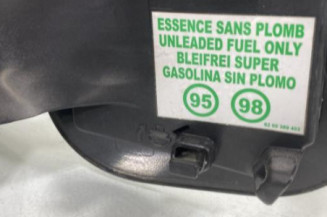 ESSENCE SANS PLOMB
UNLEADED FUEL ONLY
BLEIFREI SUPER
GASOLINA SIN PLOMO
95 98